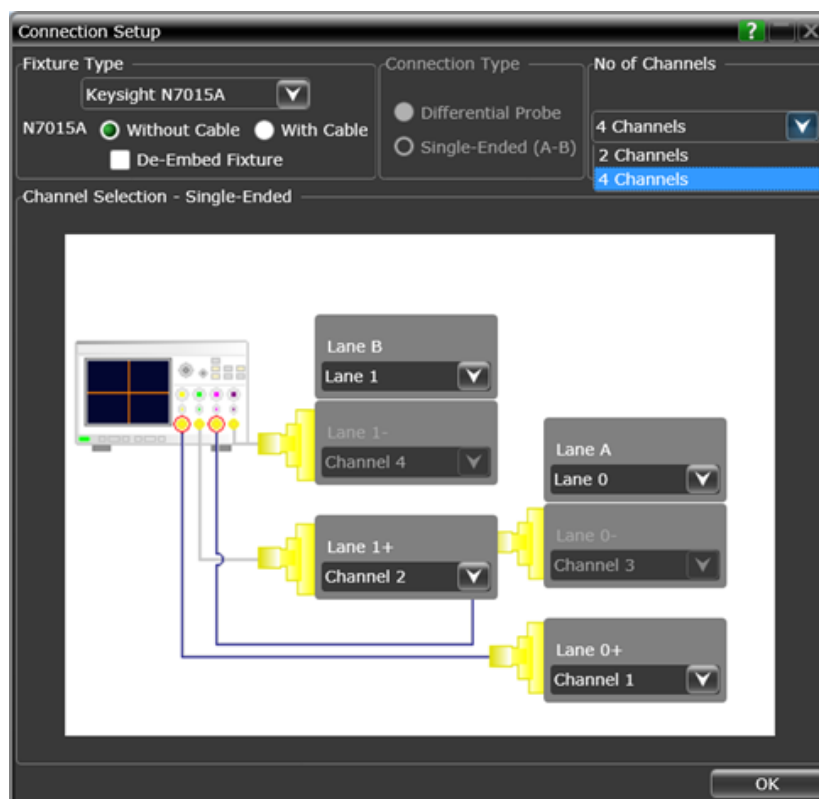 Connection Setup
?
Fixture Type
Keysight N7015A
N7015A Without Cable With Cable
De-Embed Fixture
Connection Type
Differential Probe
Single-Ended (A-B)
No of Channels
4 Channels
2 Channels
4 Channels
Channel Selection - Single-Ended
Lane B
Lane 1
Lane 1-
Channel 4
Lane A
Lane 0
Lane 0-
Channel 3
Lane 1+
Channel 2
Lane 0+
Channel 1
OK